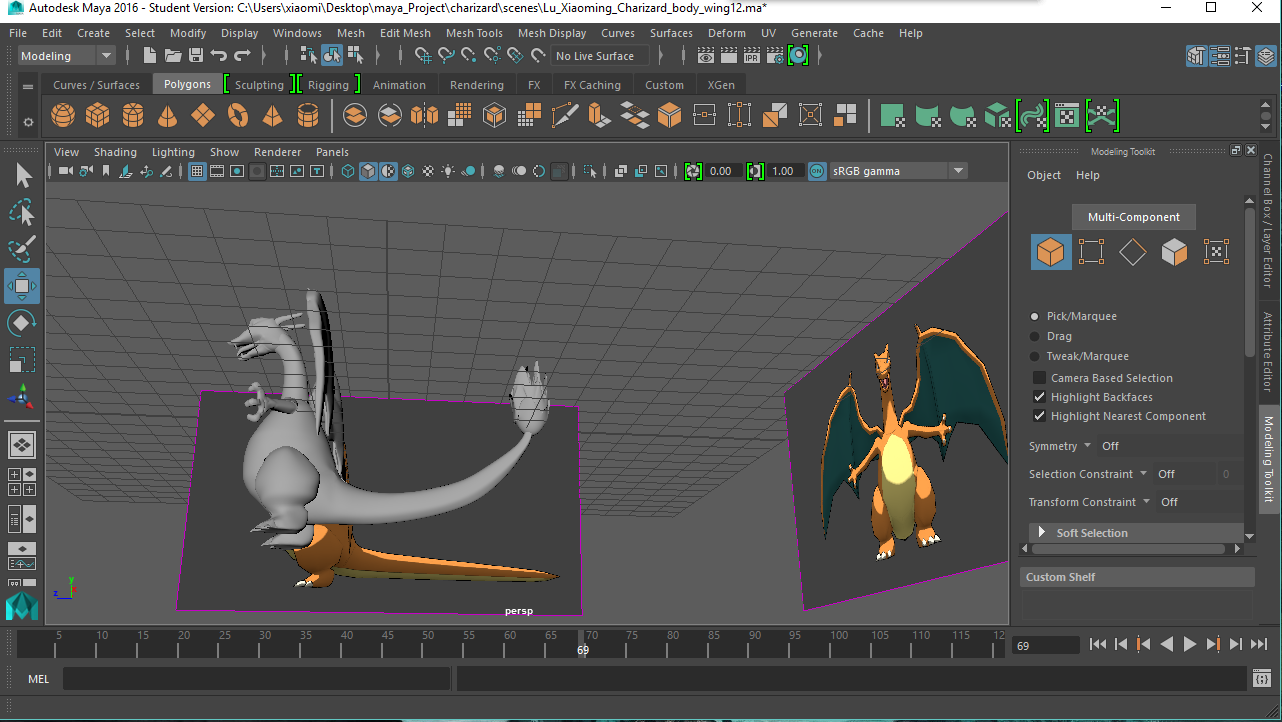 Autodesk Maya 2016 - Student Version: C:\Users\xiaomi\Desktop\maya_Project\charizard\scenes\Lu_Xiaoming_Charizard_body_wing12.ma*
File Edit Create Select Modify Display Windows Mesh Edit Mesh Mesh Tools Mesh Display Curves Surfaces Deform UV Generate Cache Help
Modeling No Live Surface IPR
Curves / Surfaces Polygons Sculpting Rigging Animation Rendering FX FX Caching Custom XGen
View Shading Lighting Show Renderer Panels
0.00 1.00 ON sRGB gamma
Modeling Toolkit
Object Help
Multi-Component
Pick/Marquee
Drag
Tweak/Marquee
Camera Based Selection
Highlight Backfaces
Highlight Nearest Component
Symmetry Off
Selection Constraint Off 0
Transform Constraint Off
Soft Selection
Custom Shelf
Channel Box / Layer Editor
Attribute Editor
Modeling Toolkit
y
z x
persp
5 10 15 20 25 30 35 40 45 50 55 60 65 70 75 80 85 90 95 100 105 110 115 12
69
69
MEL